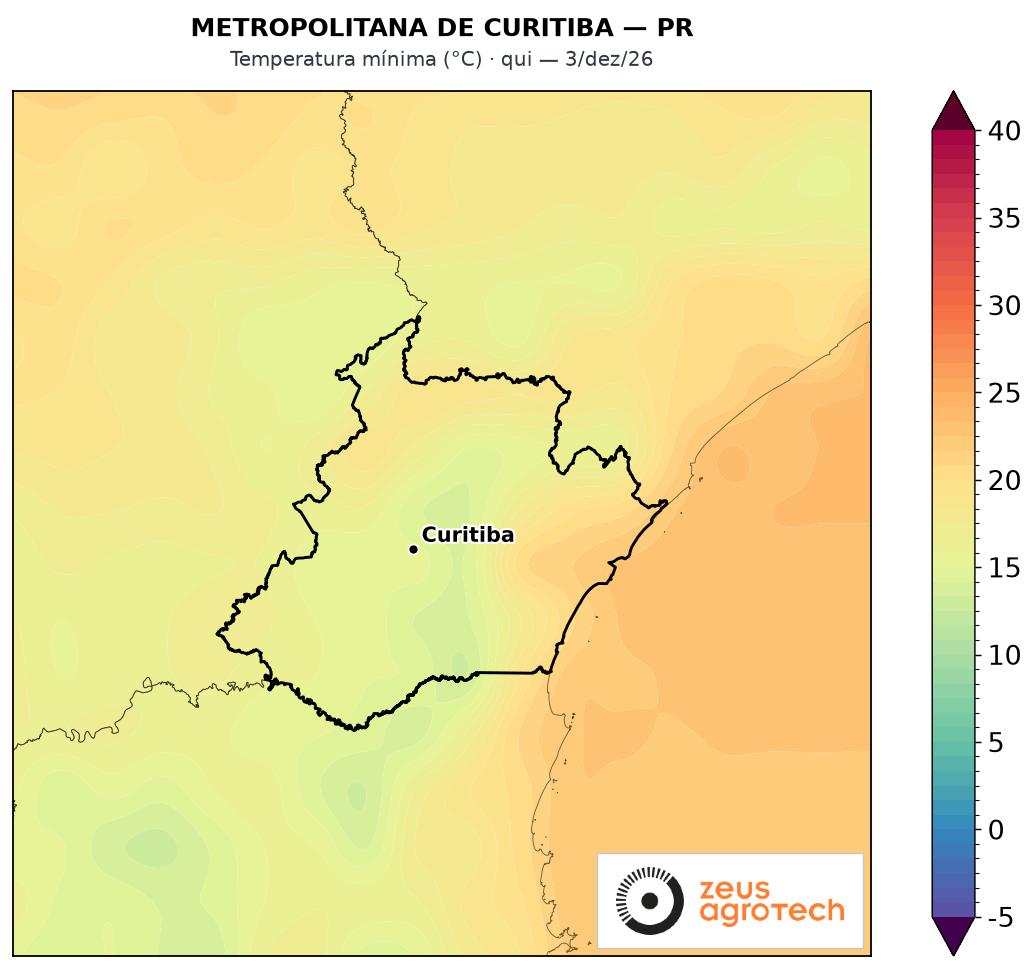 METROPOLITANA DE CURITIBA — PR
Temperatura mínima (°C) · qui — 3/dez/26
40
35
30
25
20
15
10
5
0
-5
Curitiba
zeus
agrotech